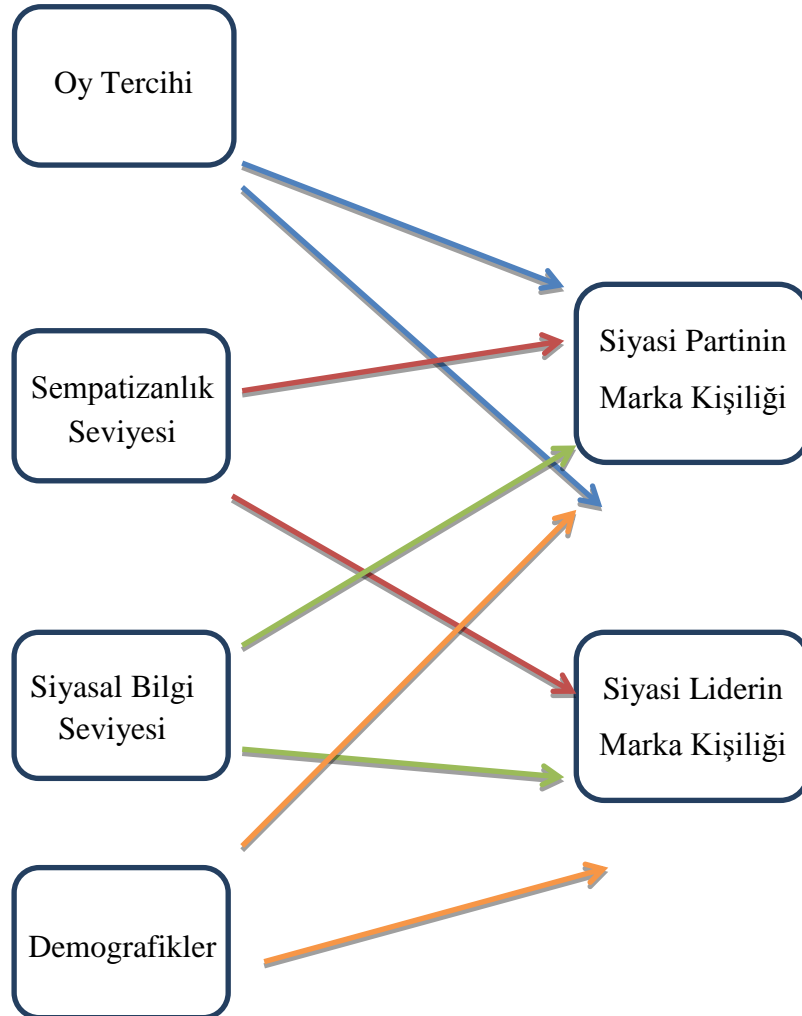 Oy Tercihi
Sempatizanlık
Seviyesi
Siyasal Bilgi
Seviyesi
Demografikler
Siyasi Partinin
Marka Kişiliği
Siyasi Liderin
Marka Kişiliği